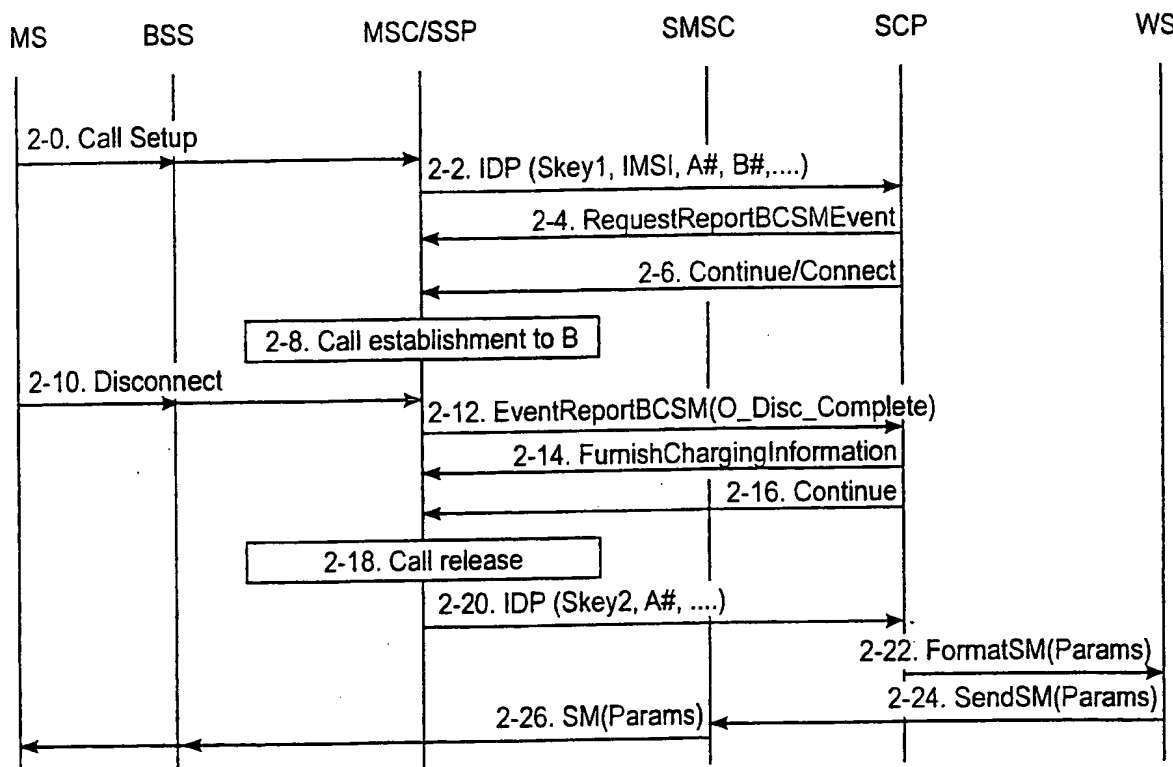 MS BSS MSC/SSP SMSC SCP WS
2-0. Call Setup
2-2. IDP (Skey1, IMSI, A#, B#,....)
2-4. RequestReportBCSMEvent
2-6. Continue/Connect
2-8. Call establishment to B
2-10. Disconnect
2-12. EventReportBCSM(O_Disc_Complete)
2-14. FurnishChargingInformation
2-16. Continue
2-18. Call release
2-20. IDP (Skey2, A#, ....)
2-22. FormatSM(Params)
2-24. SendSM(Params)
2-26. SM(Params)